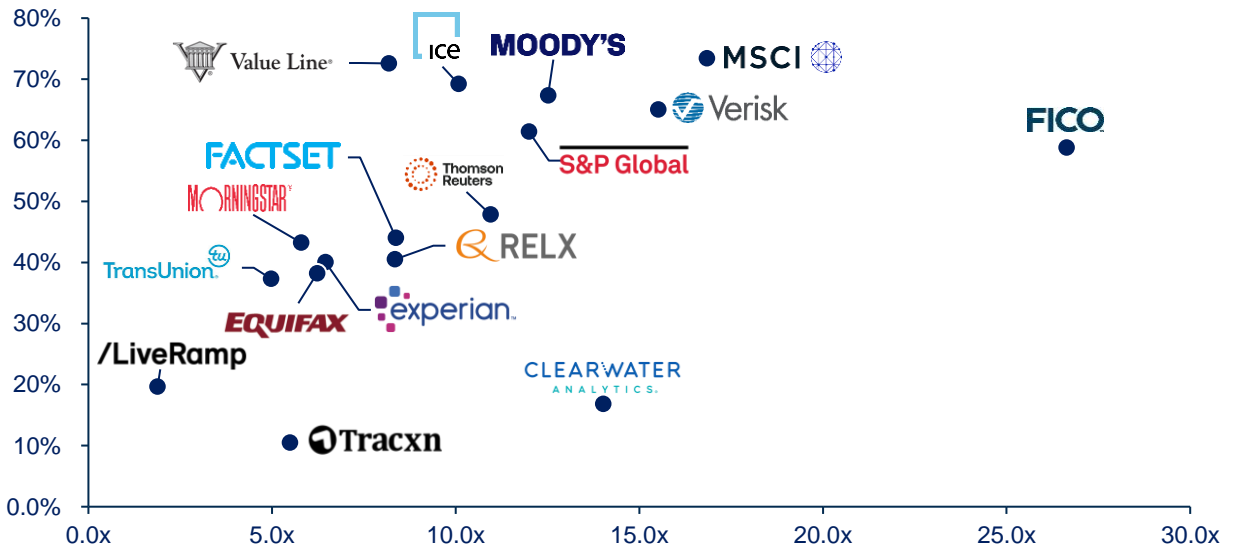 80%
70%
60%
50%
40%
30%
20%
10%
0.0%
Value Line®
ice
MOODY'S
MSCI
Verisk
FICO
FACTSET
MORNINGSTAR®
Thomson
Reuters
S&P Global
TransUnion®
tu
RELX
EQUIFAX
experian™
/LiveRamp
CLEARWATER
ANALYTICS®
Tracxn
0.0x 5.0x 10.0x 15.0x 20.0x 25.0x 30.0x